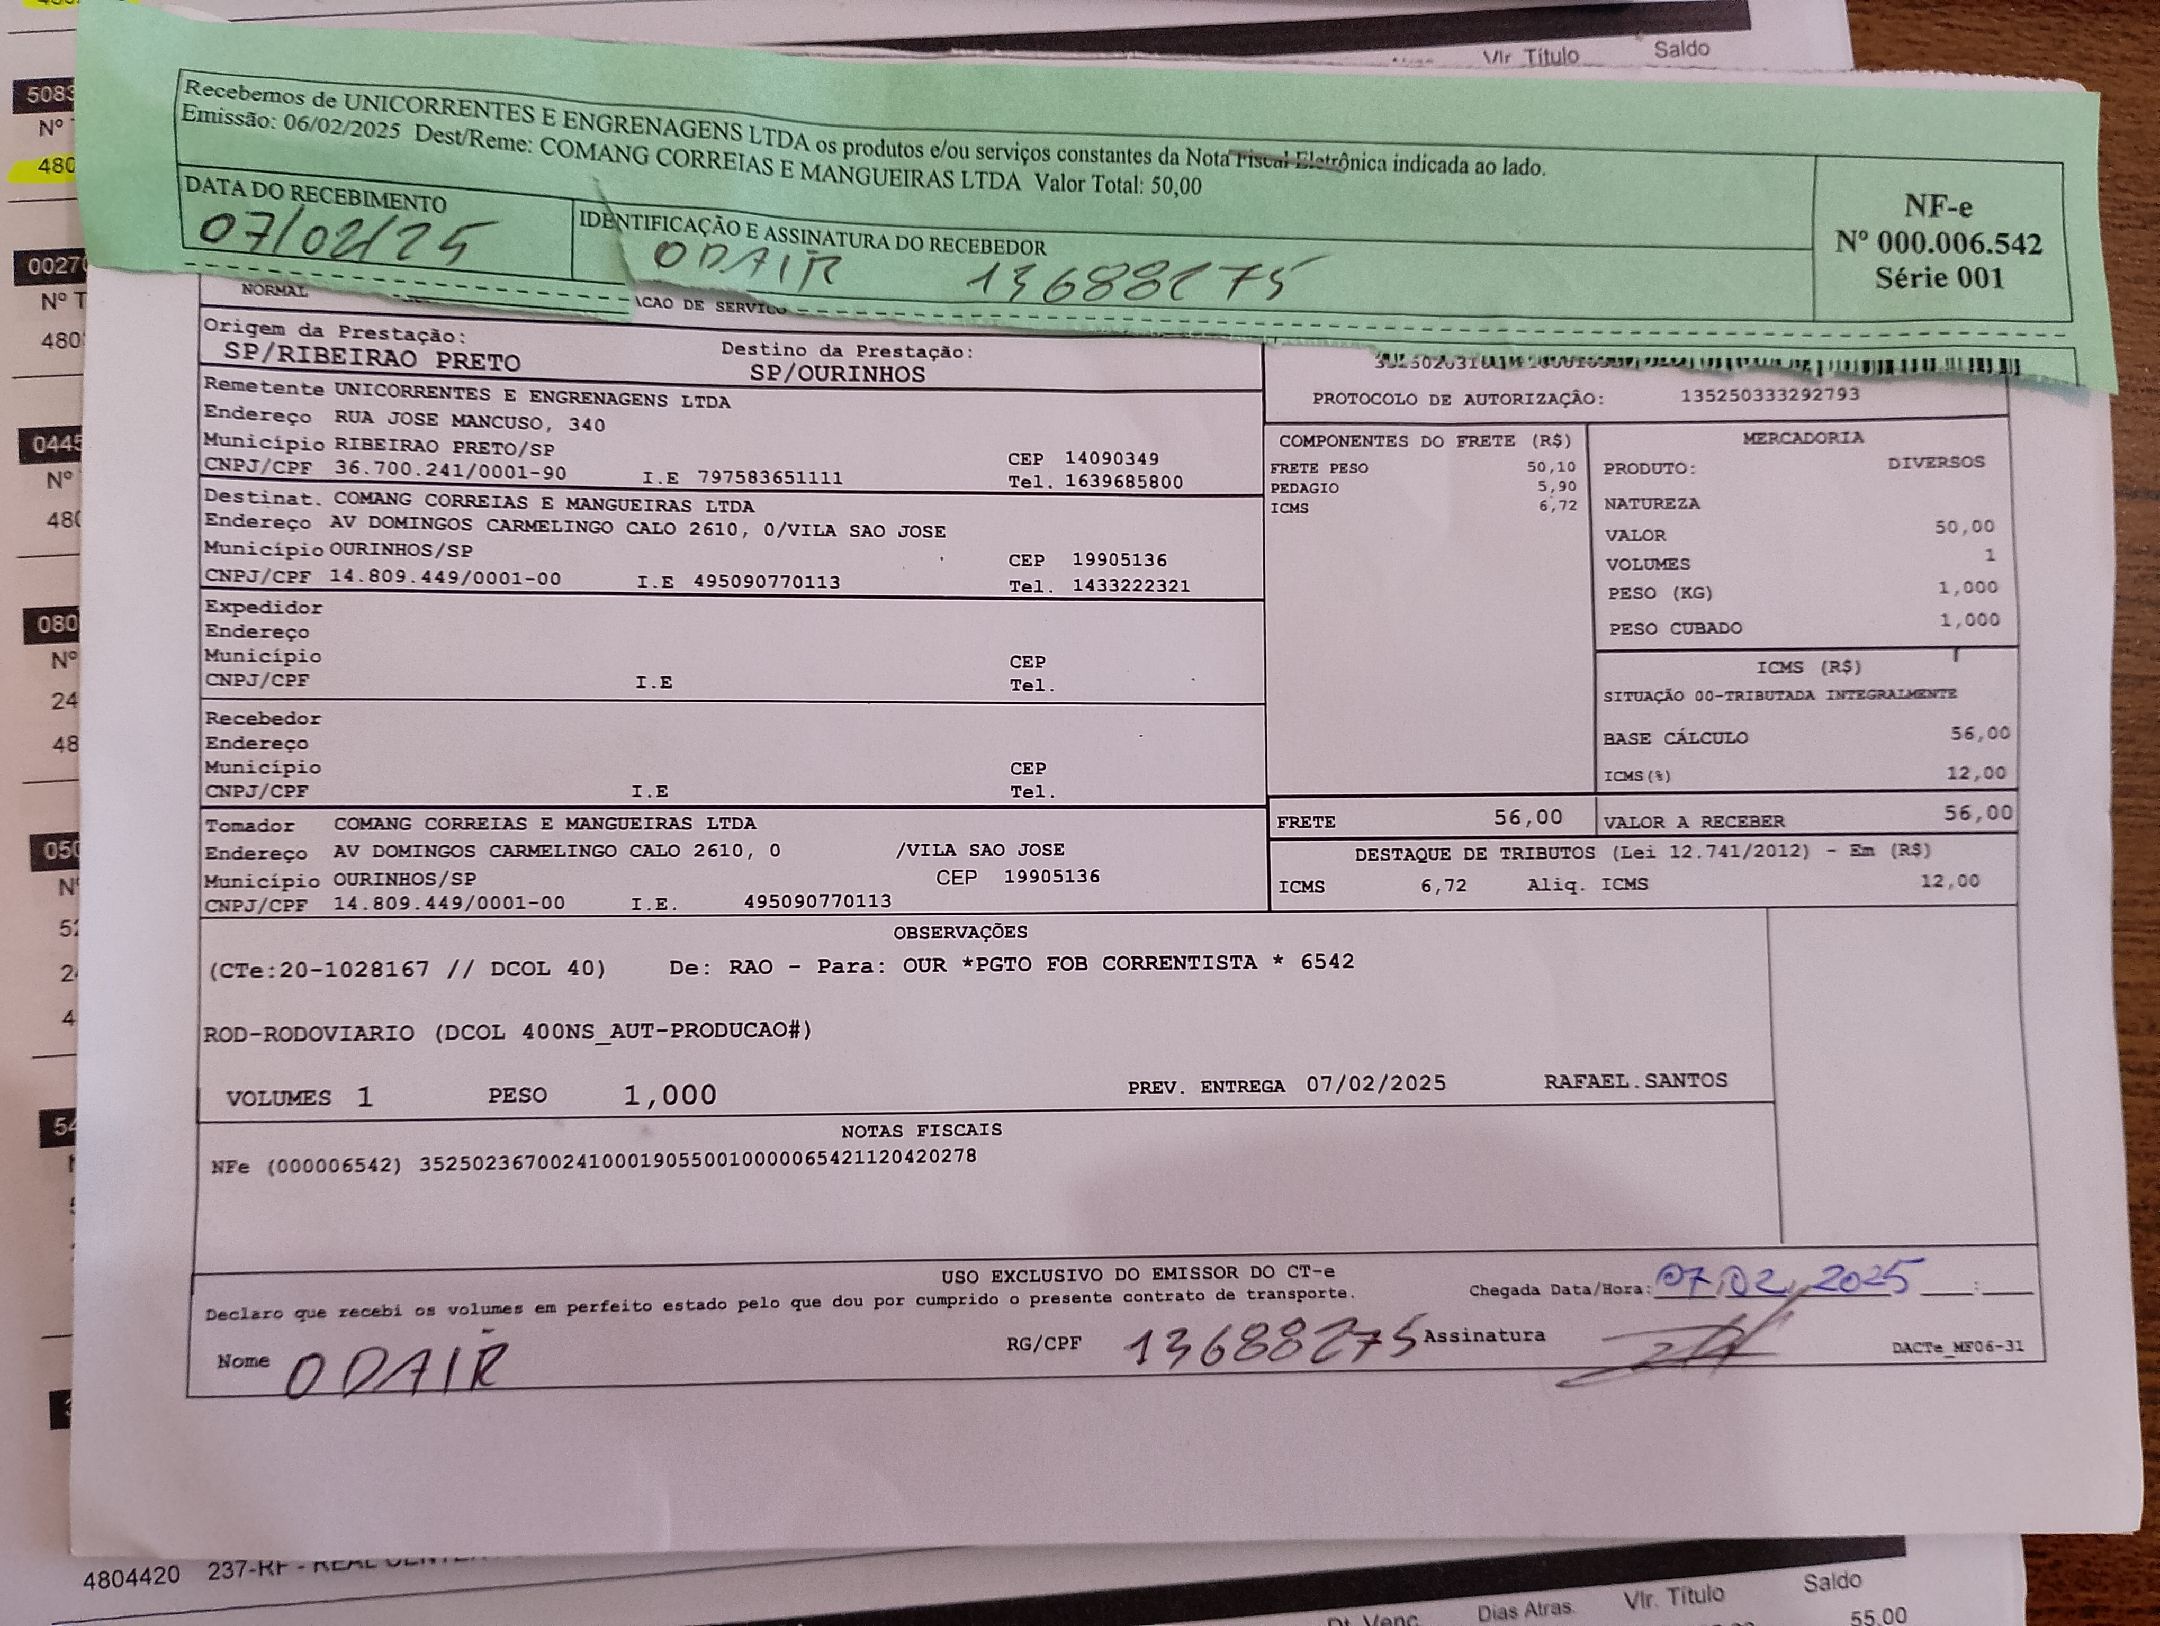 Vlr Título Saldo
Recebemos de UNICORRENTES E ENGRENAGENS LTDA os produtos e/ou serviços constantes da Nota Fiscal Eletrônica indicada ao lado.
Emissão: 06/02/2025 Dest/Reme: COMANG CORREIAS E MANGUEIRAS LTDA Valor Total: 50,00
DATA DO RECEBIMENTO
07/02/25
IDENTIFICAÇÃO E ASSINATURA DO RECEBEDOR
ODAIR 13688275
NF-e
Nº 000.006.542
Série 001
NORMAL
Origem da Prestação:
SP/RIBEIRAO PRETO
Destino da Prestação:
SP/OURINHOS
Remetente UNICORRENTES E ENGRENAGENS LTDA
Endereço RUA JOSE MANCUSO, 340
Município RIBEIRAO PRETO/SP CEP 14090349
CNPJ/CPF 36.700.241/0001-90 I.E 797583651111 Tel. 1639685800
Destinat. COMANG CORREIAS E MANGUEIRAS LTDA
Endereço AV DOMINGOS CARMELINGO CALO 2610, 0/VILA SAO JOSE
Município OURINHOS/SP CEP 19905136
CNPJ/CPF 14.809.449/0001-00 I.E 495090770113 Tel. 1433222321
Expedidor
Endereço
Município CEP
CNPJ/CPF I.E Tel.
Recebedor
Endereço
Município CEP
CNPJ/CPF I.E Tel.
Tomador COMANG CORREIAS E MANGUEIRAS LTDA
Endereço AV DOMINGOS CARMELINGO CALO 2610, 0 /VILA SAO JOSE
Município OURINHOS/SP CEP 19905136
CNPJ/CPF 14.809.449/0001-00 I.E. 495090770113
PROTOCOLO DE AUTORIZAÇÃO: 135250333292793
COMPONENTES DO FRETE (R$)
FRETE PESO 50,10
PEDAGIO 5,90
ICMS 6,72
MERCADORIA
PRODUTO: DIVERSOS
NATUREZA
VALOR 50,00
VOLUMES 1
PESO (KG) 1,000
PESO CUBADO 1,000
ICMS (R$)
SITUAÇÃO 00-TRIBUTADA INTEGRALMENTE
BASE CÁLCULO 56,00
ICMS(%) 12,00
FRETE 56,00 VALOR A RECEBER 56,00
DESTAQUE DE TRIBUTOS (Lei 12.741/2012) - Em (R$)
ICMS 6,72 Aliq. ICMS 12,00
OBSERVAÇÕES
(CTe:20-1028167 // DCOL 40) De: RAO - Para: OUR *PGTO FOB CORRENTISTA * 6542
ROD-RODOVIARIO (DCOL 400NS_AUT-PRODUCAO#)
VOLUMES 1 PESO 1,000 PREV. ENTREGA 07/02/2025 RAFAEL.SANTOS
NOTAS FISCAIS
NFe (000006542) 35250236700241000190550010000065421120420278
USO EXCLUSIVO DO EMISSOR DO CT-e
Declaro que recebi os volumes em perfeito estado pelo que dou por cumprido o presente contrato de transporte. Chegada Data/Hora: 07/02/2025 :
Nome ODAIR RG/CPF 13688275 Assinatura DACTe_MF06-31
4804420 237-RF - REAL
Dias Atras. Vlr. Título Saldo
55,00